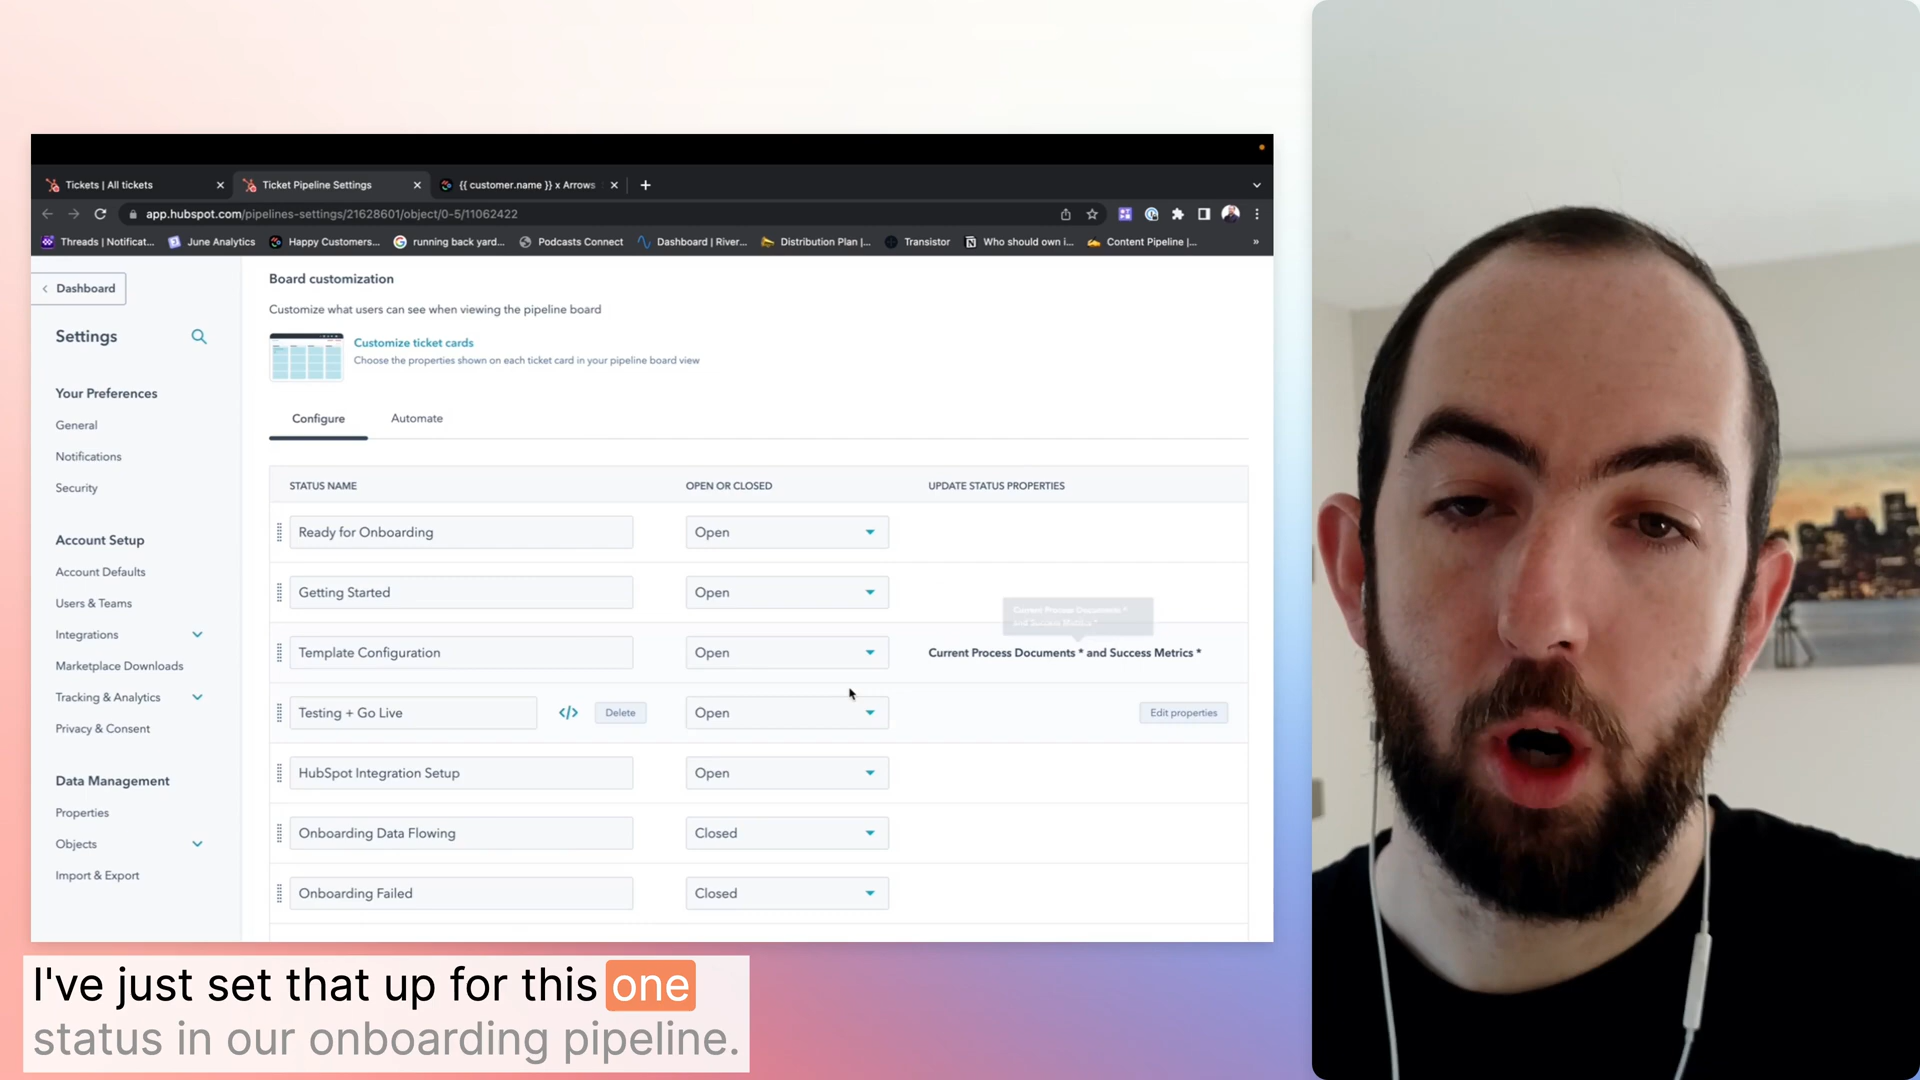 Tickets | All tickets
Ticket Pipeline Settings
{{ customer.name }} x Arrows
app.hubspot.com/pipelines-settings/21628601/object/0-5/11062422
Threads | Notificat...
June Analytics
Happy Customers...
running back yard...
Podcasts Connect
Dashboard | River...
Distribution Plan |...
Transistor
Who should own i...
Content Pipeline |...
»
Dashboard
Settings
Your Preferences
General
Notifications
Security
Account Setup
Account Defaults
Users & Teams
Integrations
Marketplace Downloads
Tracking & Analytics
Privacy & Consent
Data Management
Properties
Objects
Import & Export
Board customization
Customize what users can see when viewing the pipeline board
Customize ticket cards
Choose the properties shown on each ticket card in your pipeline board view
Configure
Automate
STATUS NAME
OPEN OR CLOSED
UPDATE STATUS PROPERTIES
Ready for Onboarding
Open
Getting Started
Open
Current Process Documents *
and Success Metrics *
Template Configuration
Open
Current Process Documents * and Success Metrics *
Testing + Go Live
</>
Delete
Open
Edit properties
HubSpot Integration Setup
Open
Onboarding Data Flowing
Closed
Onboarding Failed
Closed
I've just set that up for this one
status in our onboarding pipeline.